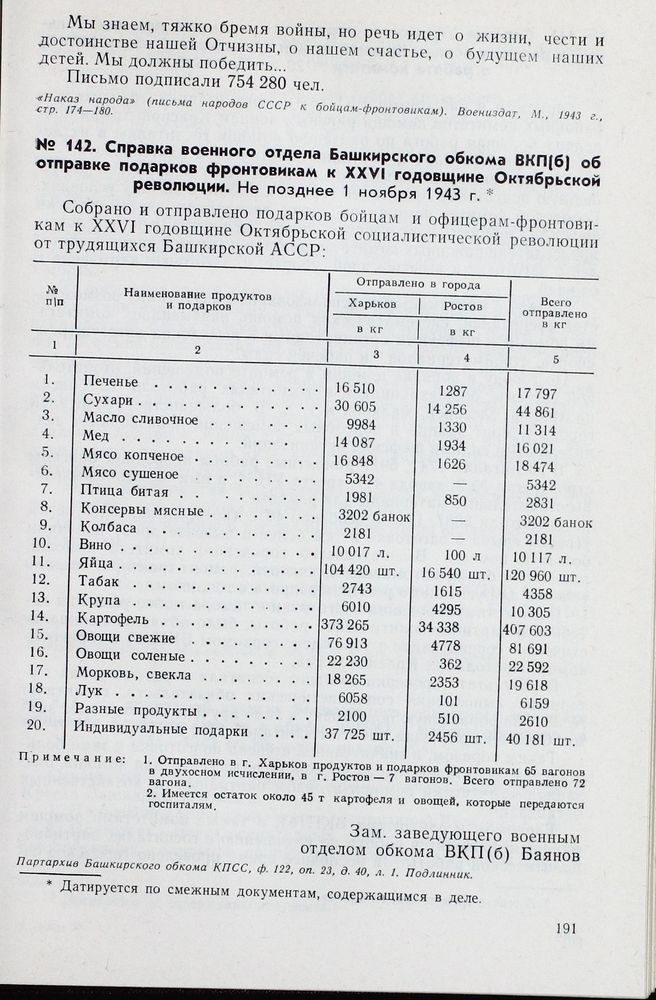 Мы знаем, тяжко бремя войны, но речь идет о жизни, чести и
достоинстве нашей Отчизны, о нашем счастье, о будущем наших
детей. Мы должны победить...
Письмо подписали 754 280 чел.
«Наказ народа» (письма народов СССР к бойцам-фронтовикам). Воениздат, М., 1943 г.,
стр. 174—180.
№ 142. Справка военного отдела Башкирского обкома ВКП(б) об
отправке подарков фронтовикам к XXVI годовщине Октябрьской
революции. Не позднее 1 ноября 1943 г. *
Собрано и отправлено подарков бойцам и офицерам-фронтови-
кам к XXVI годовщине Октябрьской социалистической революции
от трудящихся Башкирской АССР:
№ п|п Наименование продуктов и подарков Отправлено в города Всего отправлено в кг
Харьков Ростов
в кг в кг
1 2 3 4 5
1. Печенье . . . . . . . . . . . . 16 510 1287 17 797
2. Сухари . . . . . . . . . . . . . 30 605 14 256 44 861
3. Масло сливочное . . . . . . . 9984 1330 11 314
4. Мед . . . . . . . . . . . . 14 087 1934 16 021
5. Мясо копченое . . . . . . . . 16 848 1626 18 474
6. Мясо сушеное . . . . . . . 5342 — 5342
7. Птица битая . . . . . . . . . 1981 850 2831
8. Консервы мясные . . . . . . . 3202 банок — 3202 банок
9. Колбаса . . . . . . . . . . . 2181 — 2181
10. Вино . . . . . . . . . . . . . 10 017 л. 100 л 10 117 л.
11. Яйца . . . . . . . . . . . . . 104 420 шт. 16 540 шт. 120 960 шт.
12. Табак . . . . . . . . . . . . 2743 1615 4358
13. Крупа . . . . . . . . . . . . 6010 4295 10 305
14. Картофель . . . . . . . . . . 373 265 34 338 407 603
15. Овощи свежие . . . . . . . . 76 913 4778 81 691
16. Овощи соленые . . . . . . . . 22 230 362 22 592
17. Морковь, свекла . . . . . . . 18 265 2353 19 618
18. Лук . . . . . . . . . . . . . 6058 101 6159
19. Разные продукты . . . . . . . 2100 510 2610
20. Индивидуальные подарки . . . . 37 725 шт. 2456 шт. 40 181 шт.
Примечание: 1. Отправлено в г. Харьков продуктов и подарков фронтовикам 65 вагонов
в двухосном исчислении, в г. Ростов — 7 вагонов. Всего отправлено 72
вагона.
2. Имеется остаток около 45 т картофеля и овощей, которые передаются
госпиталям.
Зам. заведующего военным
отделом обкома ВКП(б) Баянов
Партархив Башкирского обкома КПСС, ф. 122, оп. 23, д. 40, л. 1. Подлинник.
* Датируется по смежным документам, содержащимся в деле.
191